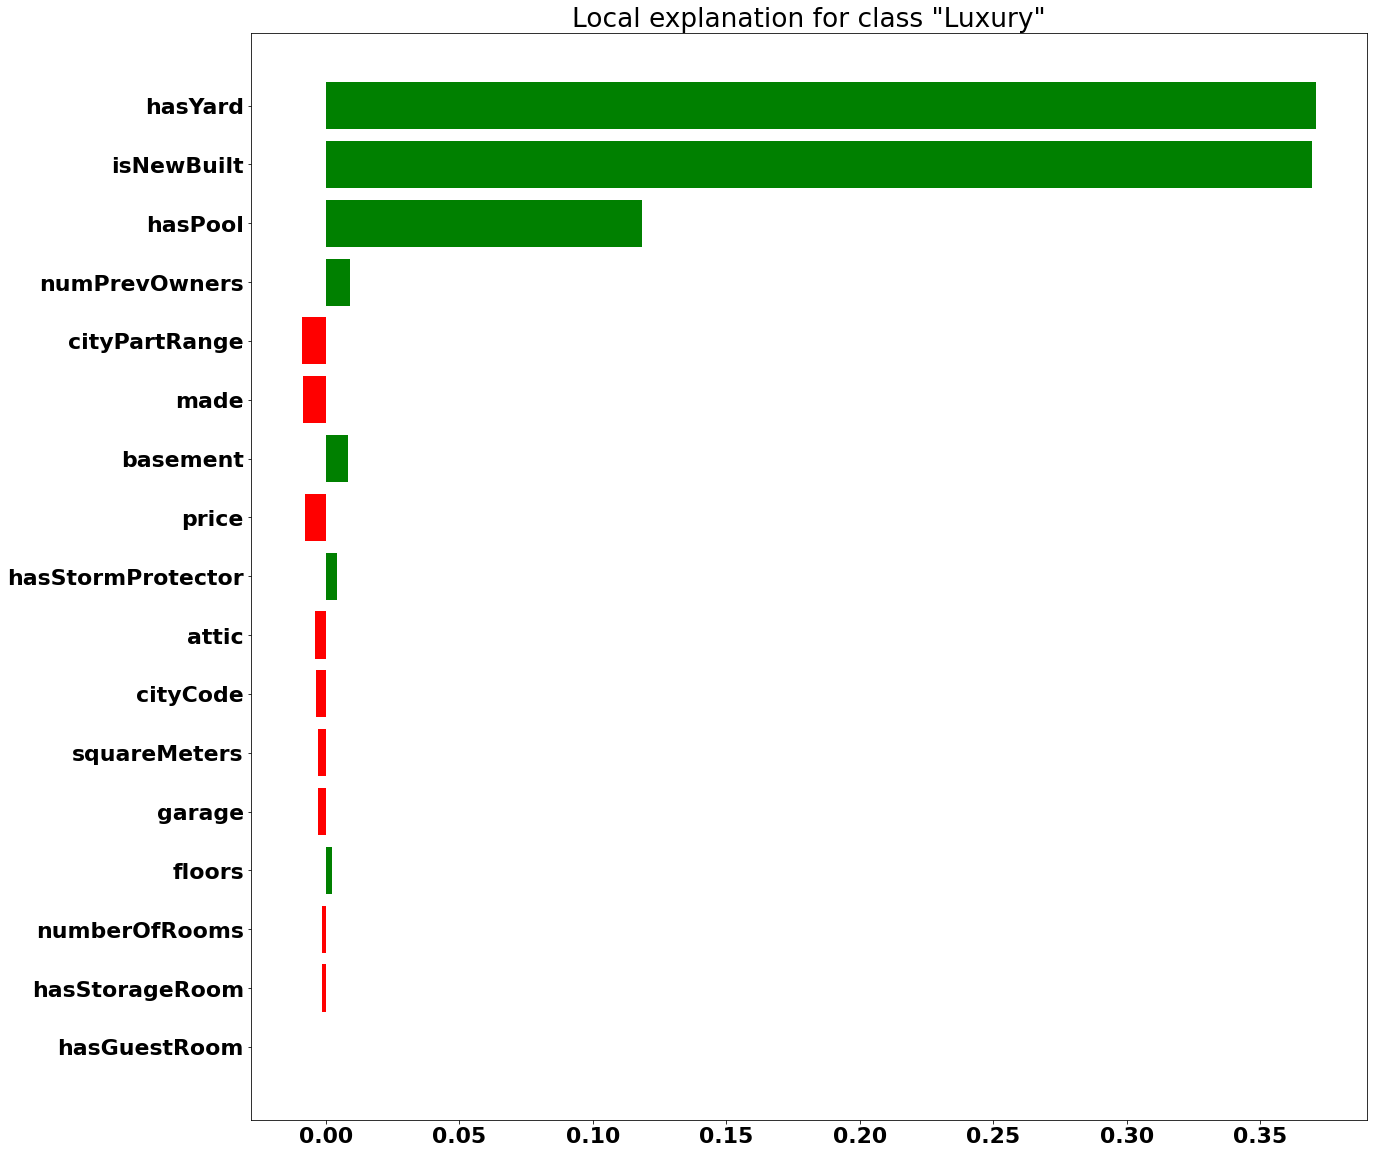 Local explanation for class "Luxury"
hasYard
isNewBuilt
hasPool
numPrevOwners
cityPartRange
made
basement
price
hasStormProtector
attic
cityCode
squareMeters
garage
floors
numberOfRooms
hasStorageRoom
hasGuestRoom
0.00 0.05 0.10 0.15 0.20 0.25 0.30 0.35